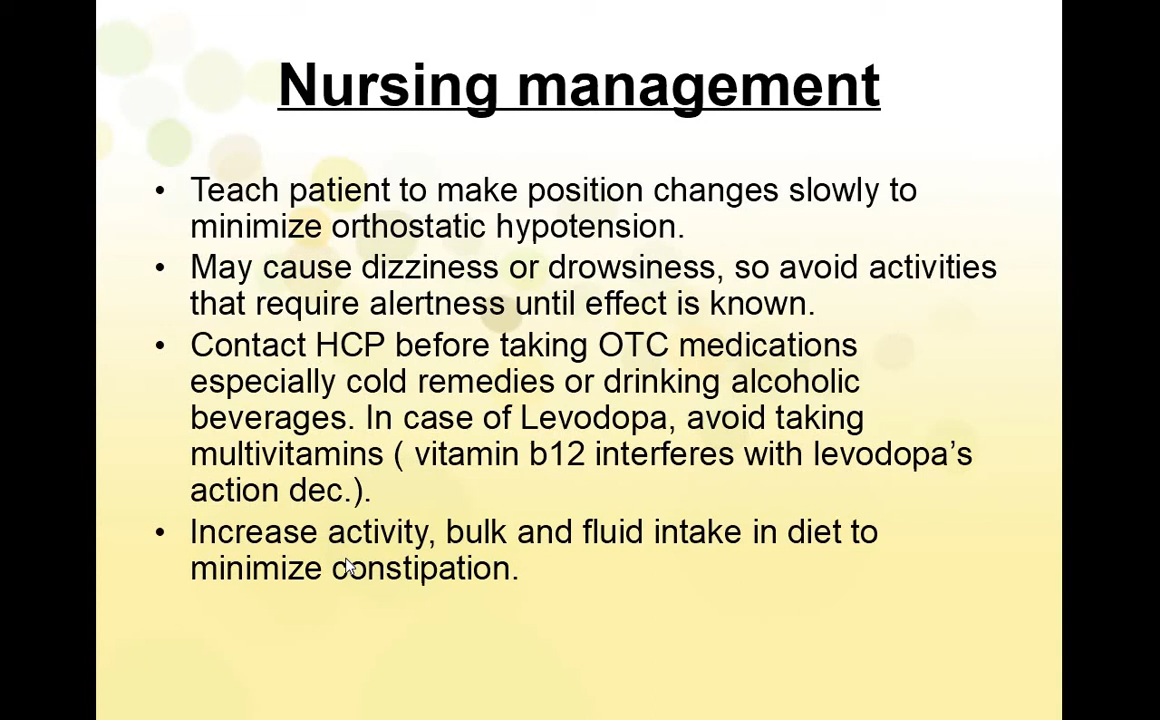 Nursing management
• Teach patient to make position changes slowly to
minimize orthostatic hypotension.
• May cause dizziness or drowsiness, so avoid activities
that require alertness until effect is known.
• Contact HCP before taking OTC medications
especially cold remedies or drinking alcoholic
beverages. In case of Levodopa, avoid taking
multivitamins ( vitamin b12 interferes with levodopa’s
action dec.).
• Increase activity, bulk and fluid intake in diet to
minimize constipation.